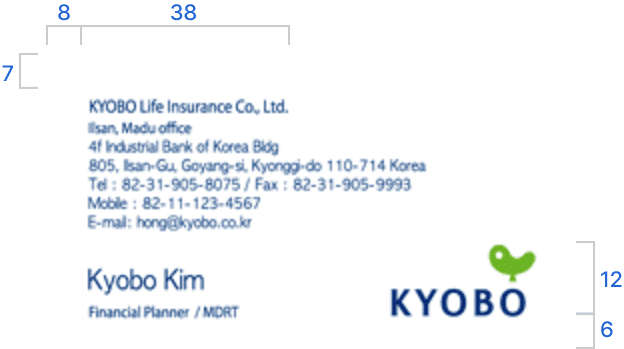 8 38
7
KYOBO Life Insurance Co., Ltd.
Ilsan, Madu office
4f Industrial Bank of Korea Bldg
805, Ilsan-Gu, Goyang-si, Kyonggi-do 110-714 Korea
Tel : 82-31-905-8075 / Fax : 82-31-905-9993
Mobile : 82-11-123-4567
E-mail: hong@kyobo.co.kr
Kyobo Kim
Financial Planner / MDRT
KYOBO
12
6